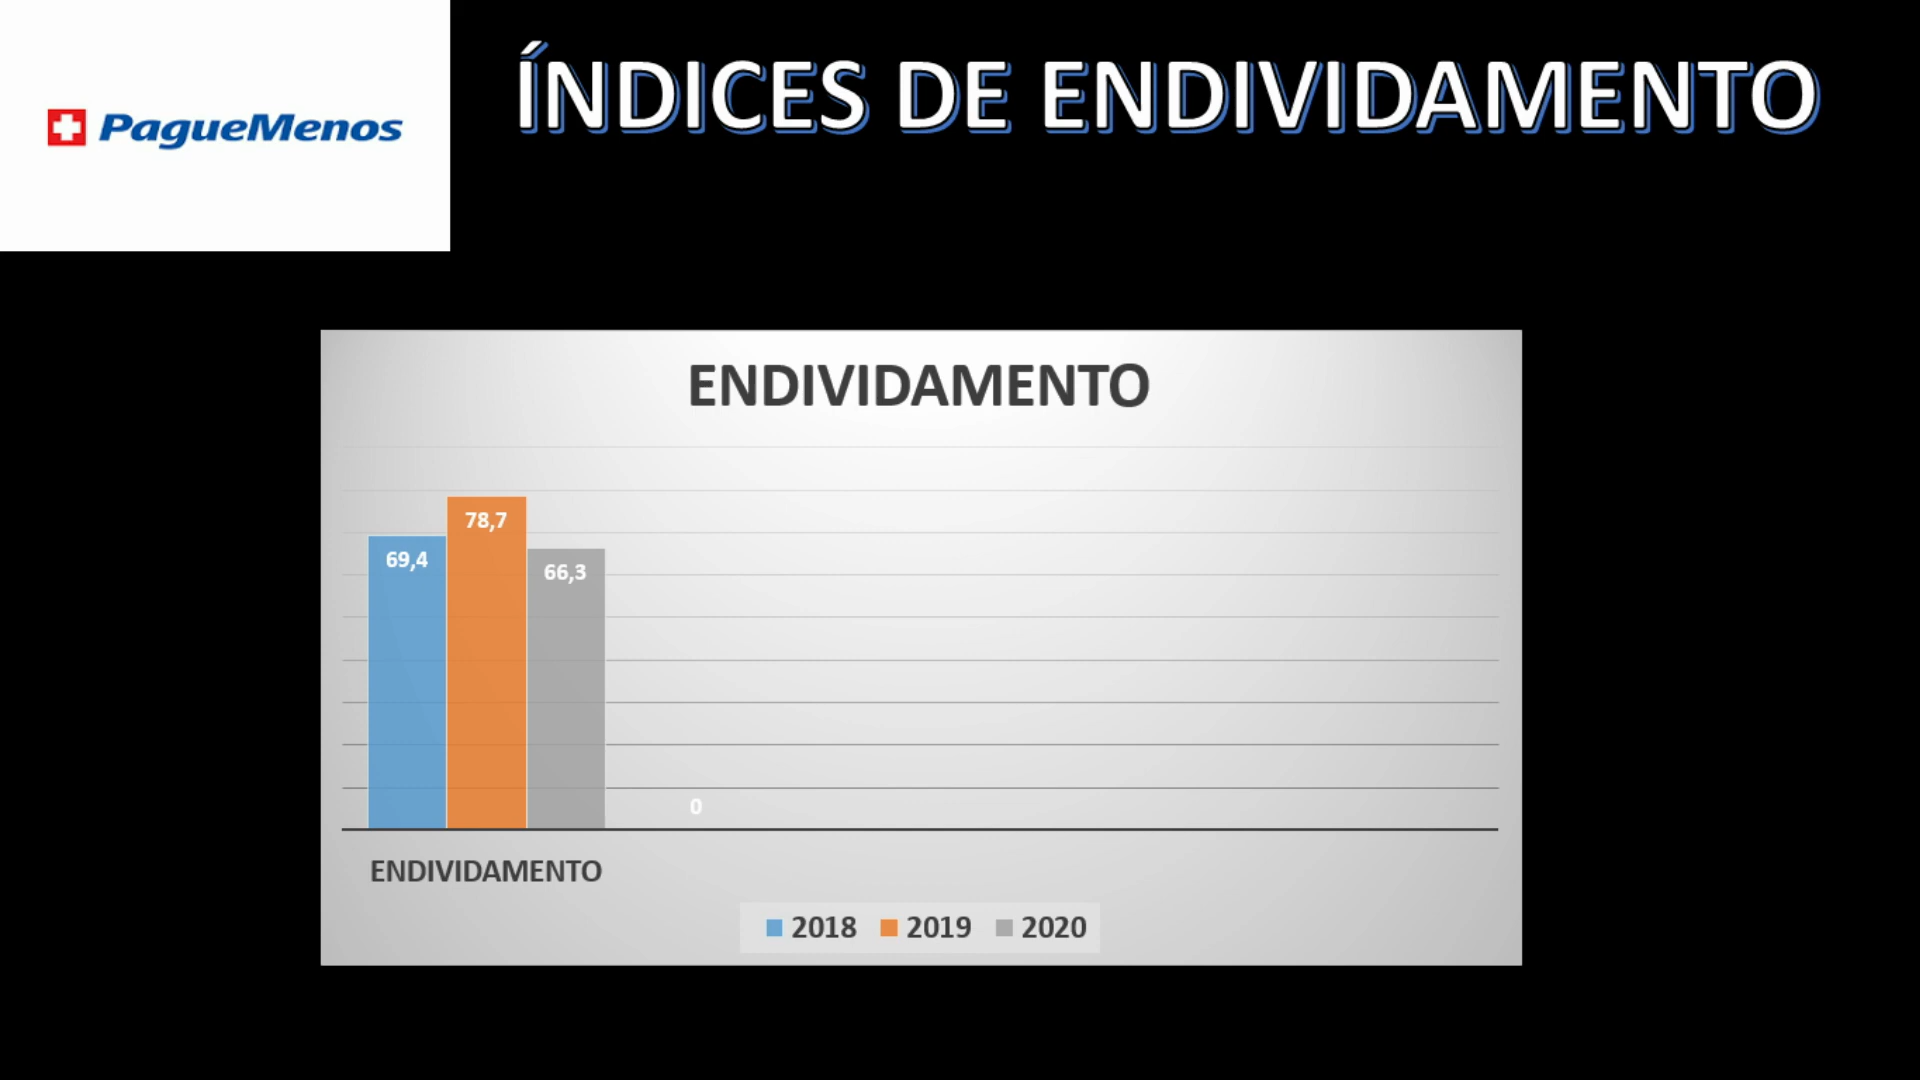 PagueMenos
ÍNDICES DE ENDIVIDAMENTO
ENDIVIDAMENTO
69,4
78,7
66,3
0
ENDIVIDAMENTO
2018 2019 2020